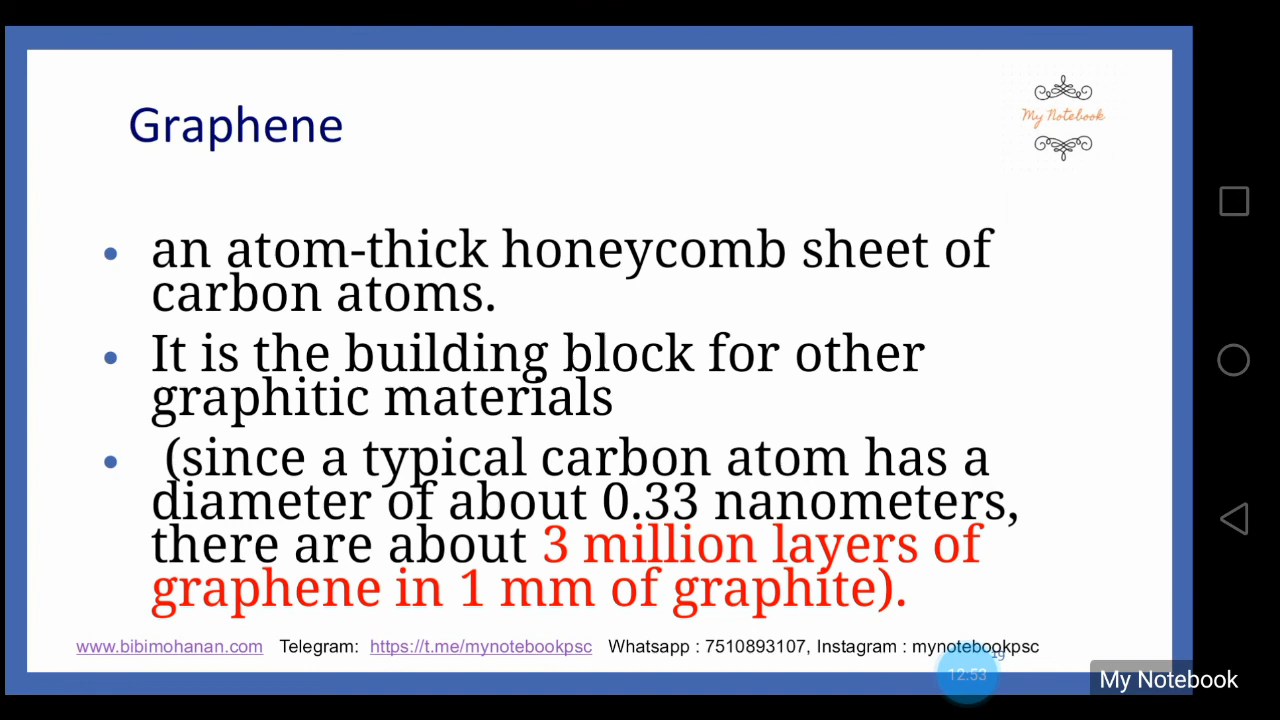 Graphene
My Notebook
• an atom-thick honeycomb sheet of
carbon atoms.
• It is the building block for other
graphitic materials
• (since a typical carbon atom has a
diameter of about 0.33 nanometers,
there are about 3 million layers of
graphene in 1 mm of graphite).
www.bibimohanan.com Telegram: https://t.me/mynotebookpsc Whatsapp : 7510893107, Instagram : mynotebookpsc
19
12:53
My Notebook